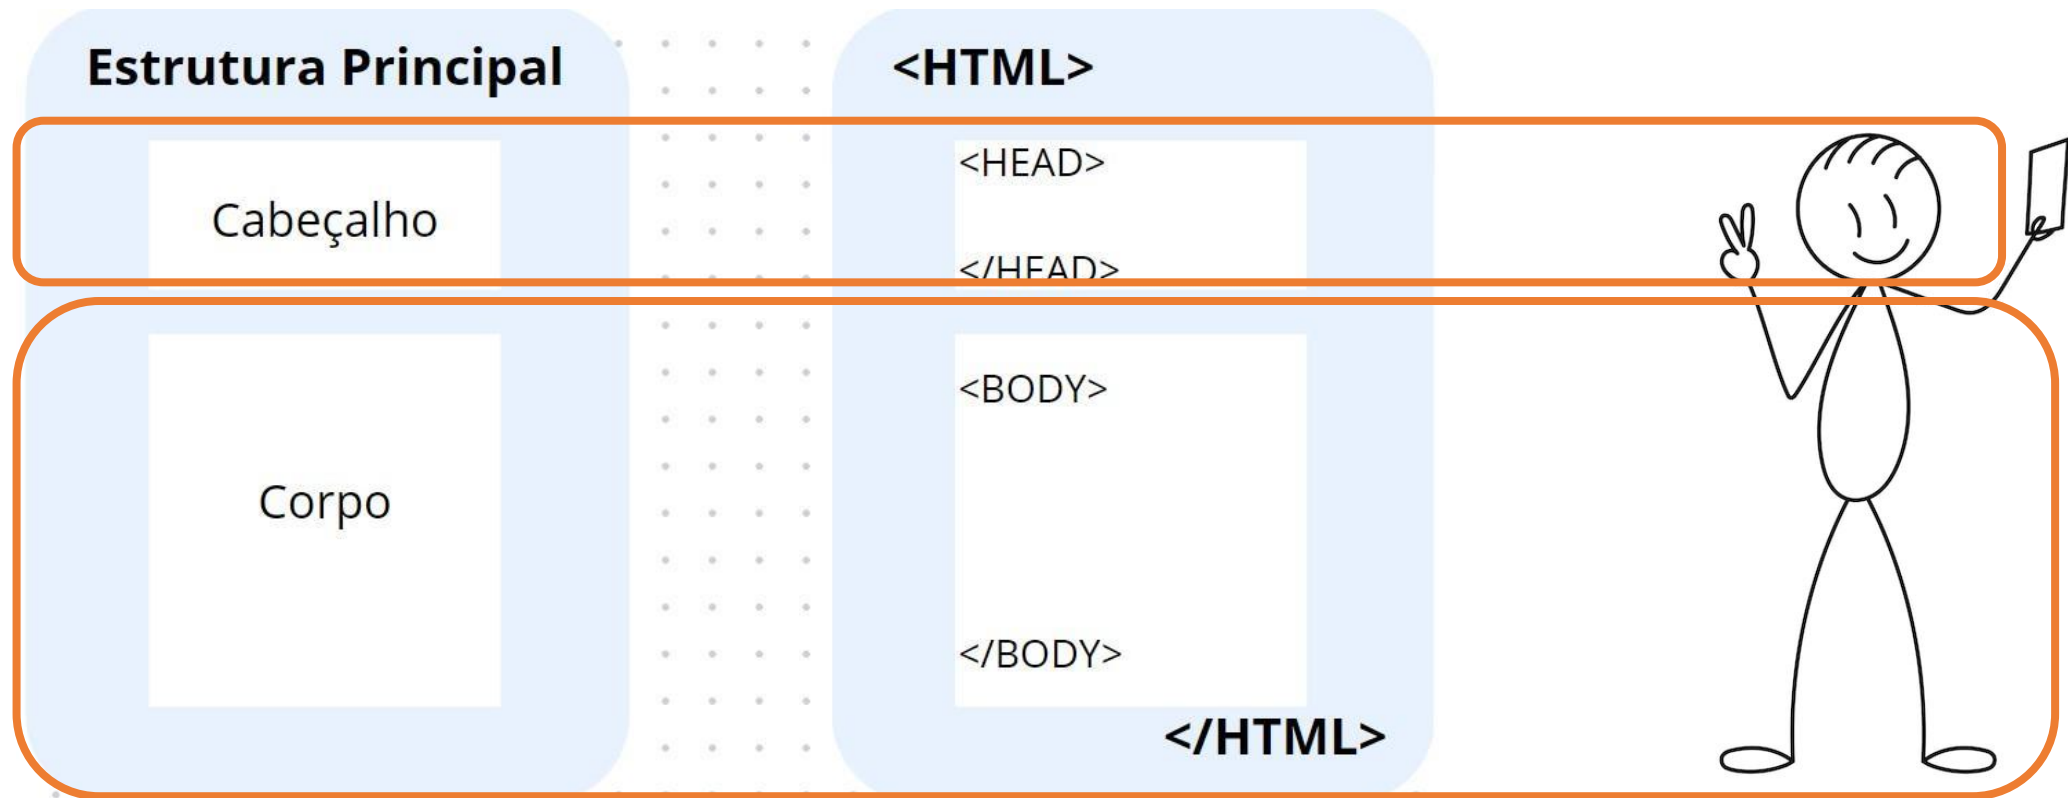 Estrutura Principal
Cabeçalho
Corpo
<HTML>
<HEAD>
</HEAD>
<BODY>
</BODY>
</HTML>